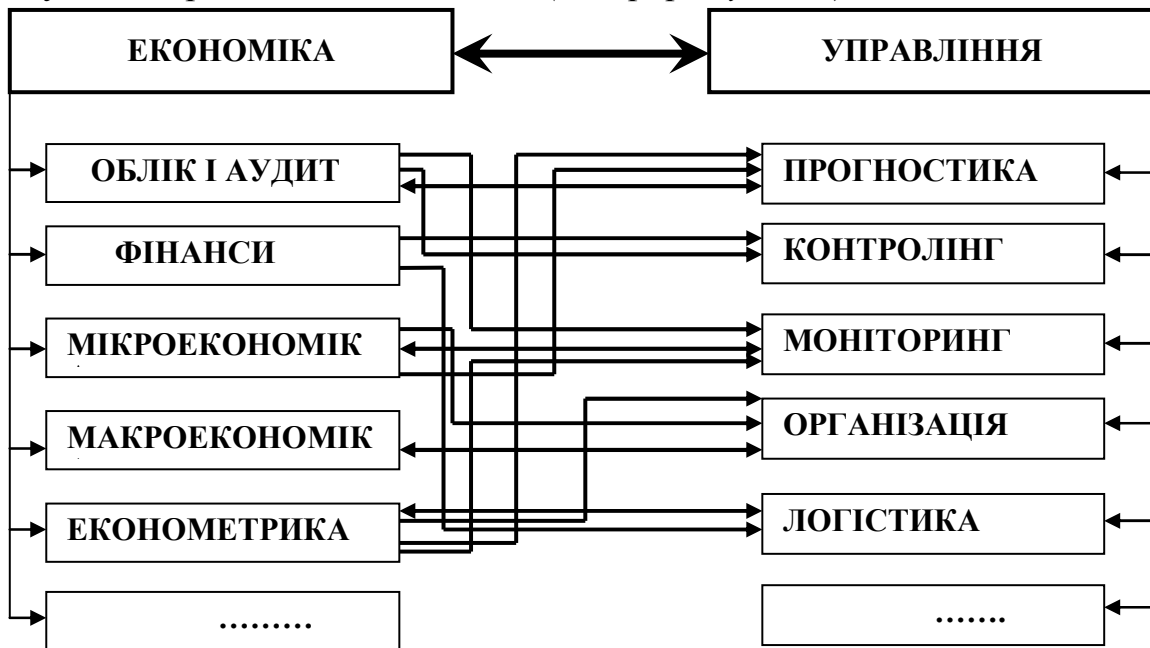 ЕКОНОМІКА
УПРАВЛІННЯ
ОБЛІК І АУДИТ
ПРОГНОСТИКА
ФІНАНСИ
КОНТРОЛІНГ
МІКРОЕКОНОМІК
МОНІТОРИНГ
МАКРОЕКОНОМІК
ОРГАНІЗАЦІЯ
ЕКОНОМЕТРИКА
ЛОГІСТИКА
.........
.......